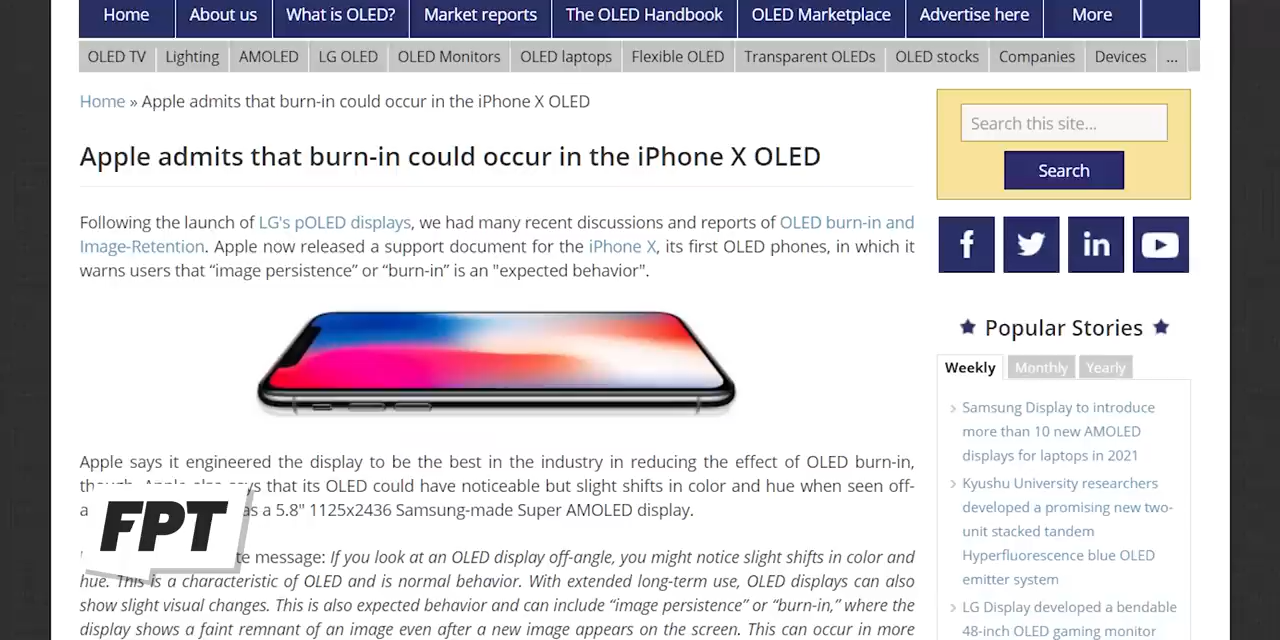 Home About us What is OLED? Market reports The OLED Handbook OLED Marketplace Advertise here More
OLED TV Lighting AMOLED LG OLED OLED Monitors OLED laptops Flexible OLED Transparent OLEDs OLED stocks Companies Devices ...
Home » Apple admits that burn-in could occur in the iPhone X OLED
Apple admits that burn-in could occur in the iPhone X OLED
Following the launch of LG's pOLED displays, we had many recent discussions and reports of OLED burn-in and
Image-Retention. Apple now released a support document for the iPhone X, its first OLED phones, in which it
warns users that “image persistence” or “burn-in” is an "expected behavior".
Apple says it engineered the display to be the best in the industry in reducing the effect of OLED burn-in,
that its OLED could have noticeable but slight shifts in color and hue when seen off-
a 5.8" 1125x2436 Samsung-made Super AMOLED display.
message: If you look at an OLED display off-angle, you might notice slight shifts in color and
hue. This is a characteristic of OLED and is normal behavior. With extended long-term use, OLED displays can also
show slight visual changes. This is also expected behavior and can include “image persistence” or “burn-in,” where the
display shows a faint remnant of an image even after a new image appears on the screen. This can occur in more
FPT
Search this site...
Search
Popular Stories
Weekly Monthly Yearly
Samsung Display to introduce
more than 10 new AMOLED
displays for laptops in 2021
Kyushu University researchers
developed a promising new two-
unit stacked tandem
Hyperfluorescence blue OLED
emitter system
LG Display developed a bendable
48-inch OLED gaming monitor